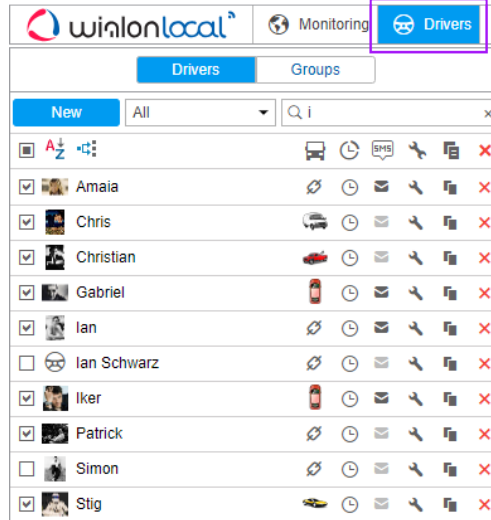 wialonlocal Monitoring Drivers
Drivers Groups
New All i
A Z SMS
Amaia
Chris
Christian
Gabriel
Ian
Ian Schwarz
Iker
Patrick
Simon
Stig